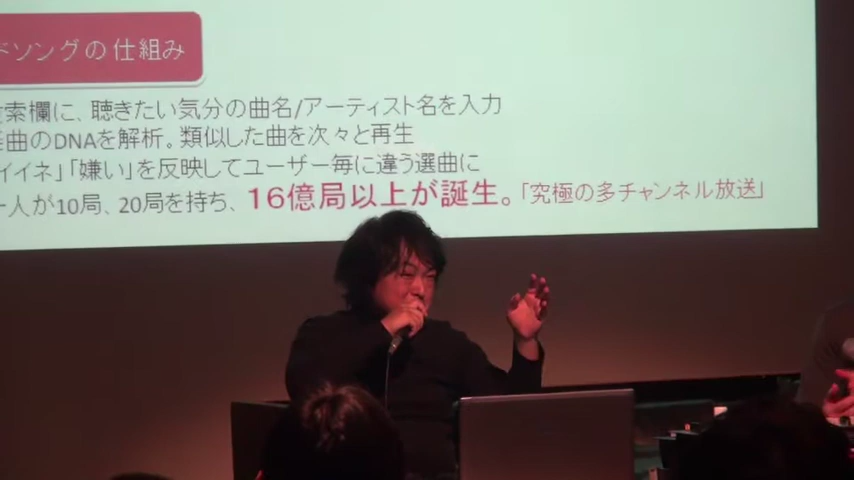 ドソングの仕組み
索欄に、聴きたい気分の曲名/アーティスト名を入力
曲のDNAを解析。類似した曲を次々と再生
イイネ」「嫌い」を反映してユーザー毎に違う選曲に
一人が10局、20局を持ち、16億局以上が誕生。「究極の多チャンネル放送」